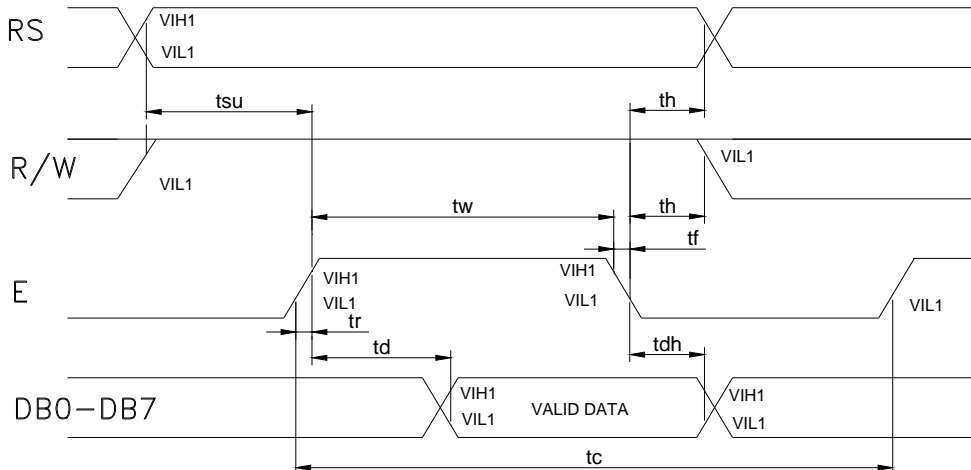 RS
VIH1
VIL1
tsu
th
R/W
VIL1
VIL1
tw
th
tf
E
VIH1
VIL1
VIH1
VIL1
VIL1
tr
td
tdh
DB0-DB7
VIH1
VIL1
VALID DATA
VIH1
VIL1
tc